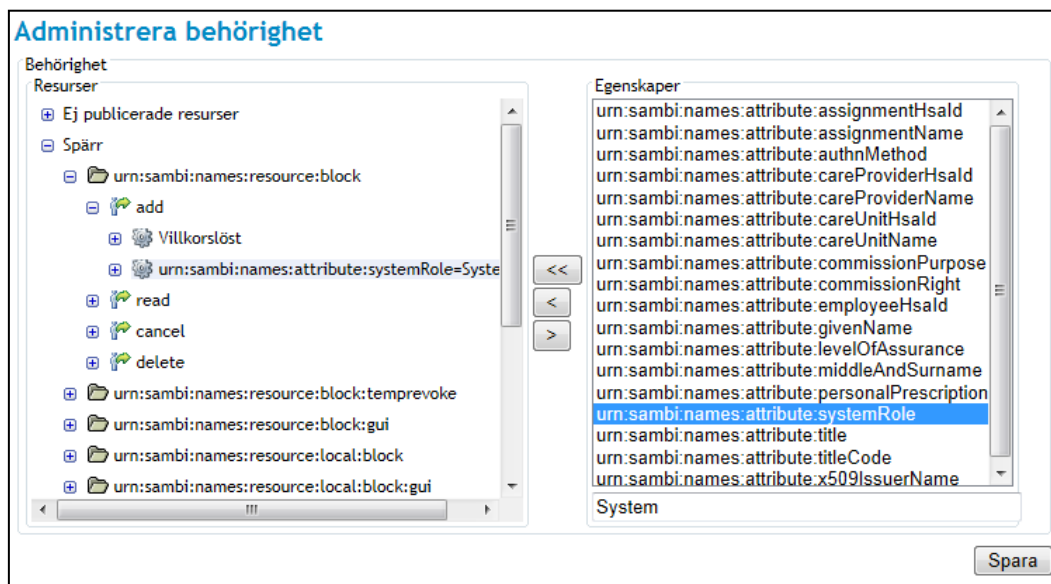 Administrera behörighet
Behörighet
Resurser
Ej publicerade resurser
Spärr
urn:sambi:names:resource:block
add
Villkorslöst
urn:sambi:names:attribute:systemRole=Syste
read
cancel
delete
urn:sambi:names:resource:block:temprevoke
urn:sambi:names:resource:block:gui
urn:sambi:names:resource:local:block
urn:sambi:names:resource:local:block:gui
<<
<
>
Egenskaper
urn:sambi:names:attribute:assignmentHsaId
urn:sambi:names:attribute:assignmentName
urn:sambi:names:attribute:authnMethod
urn:sambi:names:attribute:careProviderHsaId
urn:sambi:names:attribute:careProviderName
urn:sambi:names:attribute:careUnitHsaId
urn:sambi:names:attribute:careUnitName
urn:sambi:names:attribute:commissionPurpose
urn:sambi:names:attribute:commissionRight
urn:sambi:names:attribute:employeeHsaId
urn:sambi:names:attribute:givenName
urn:sambi:names:attribute:levelOfAssurance
urn:sambi:names:attribute:middleAndSurname
urn:sambi:names:attribute:personalPrescription
urn:sambi:names:attribute:systemRole
urn:sambi:names:attribute:title
urn:sambi:names:attribute:titleCode
urn:sambi:names:attribute:x509IssuerName
System
Spara